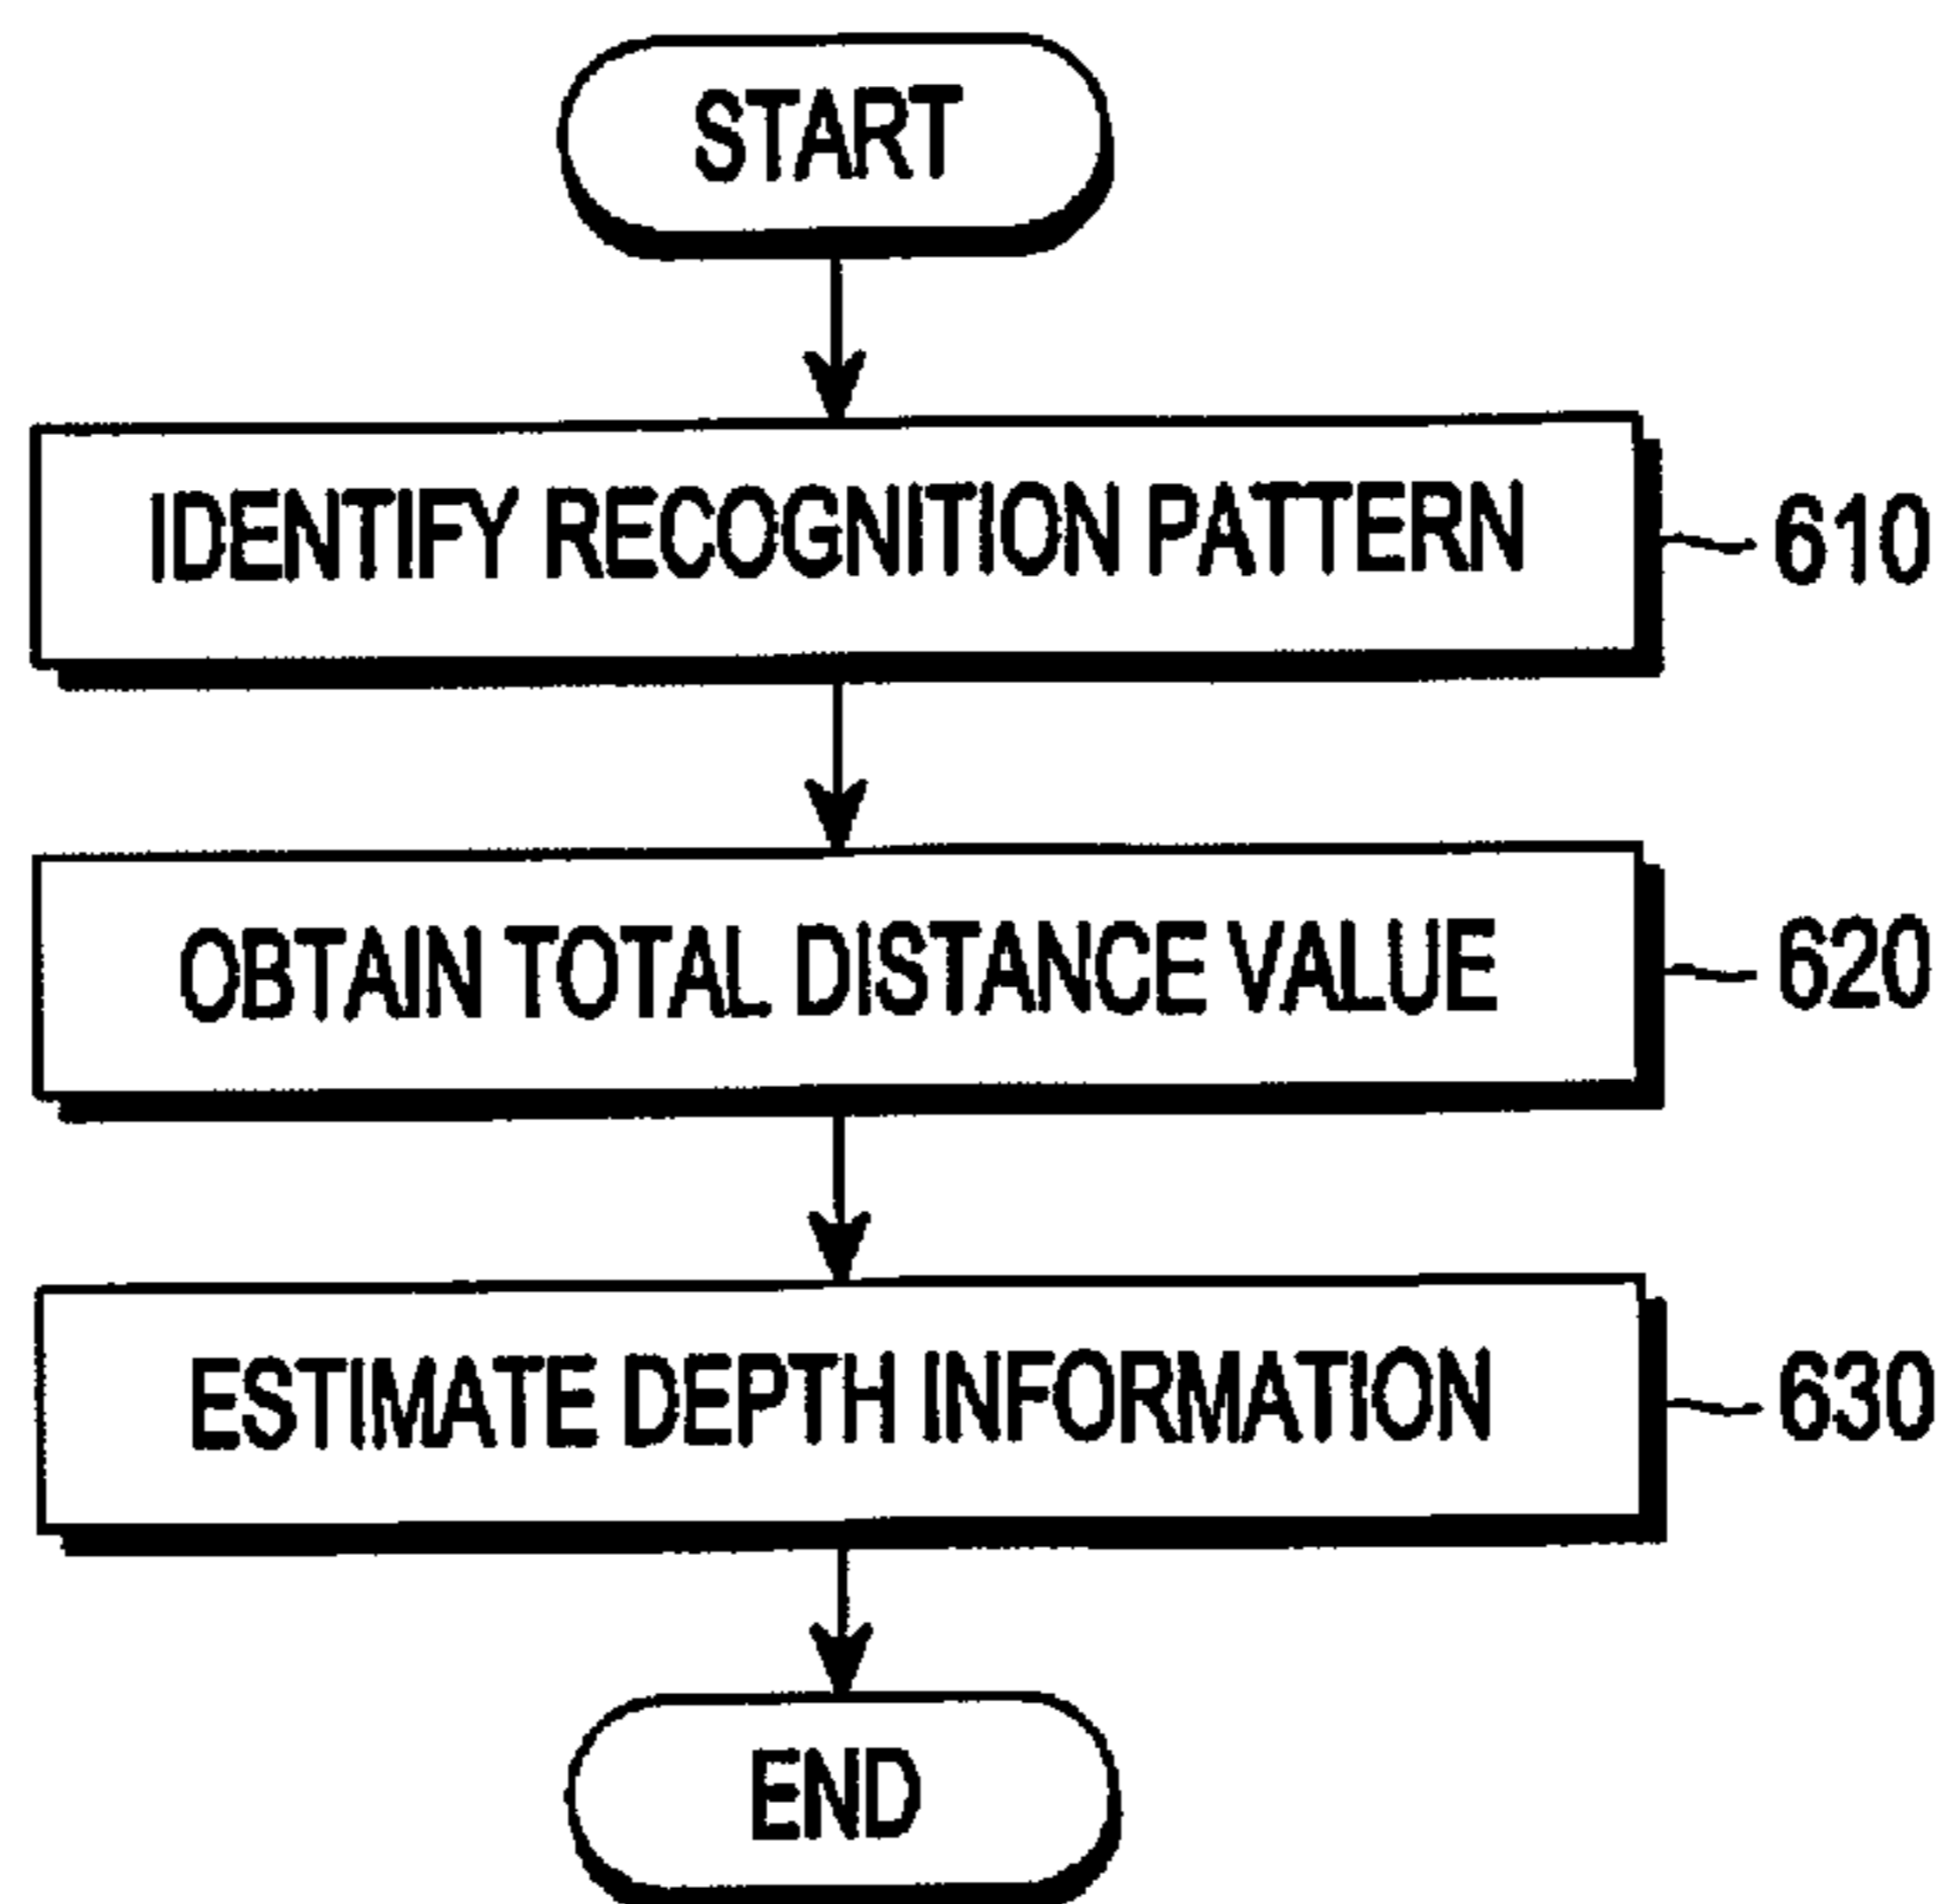 START
IDENTIFY RECOGNITION PATTERN
610
OBTAIN TOTAL DISTANCE VALUE
620
ESTIMATE DEPTH INFORMATION
630
END